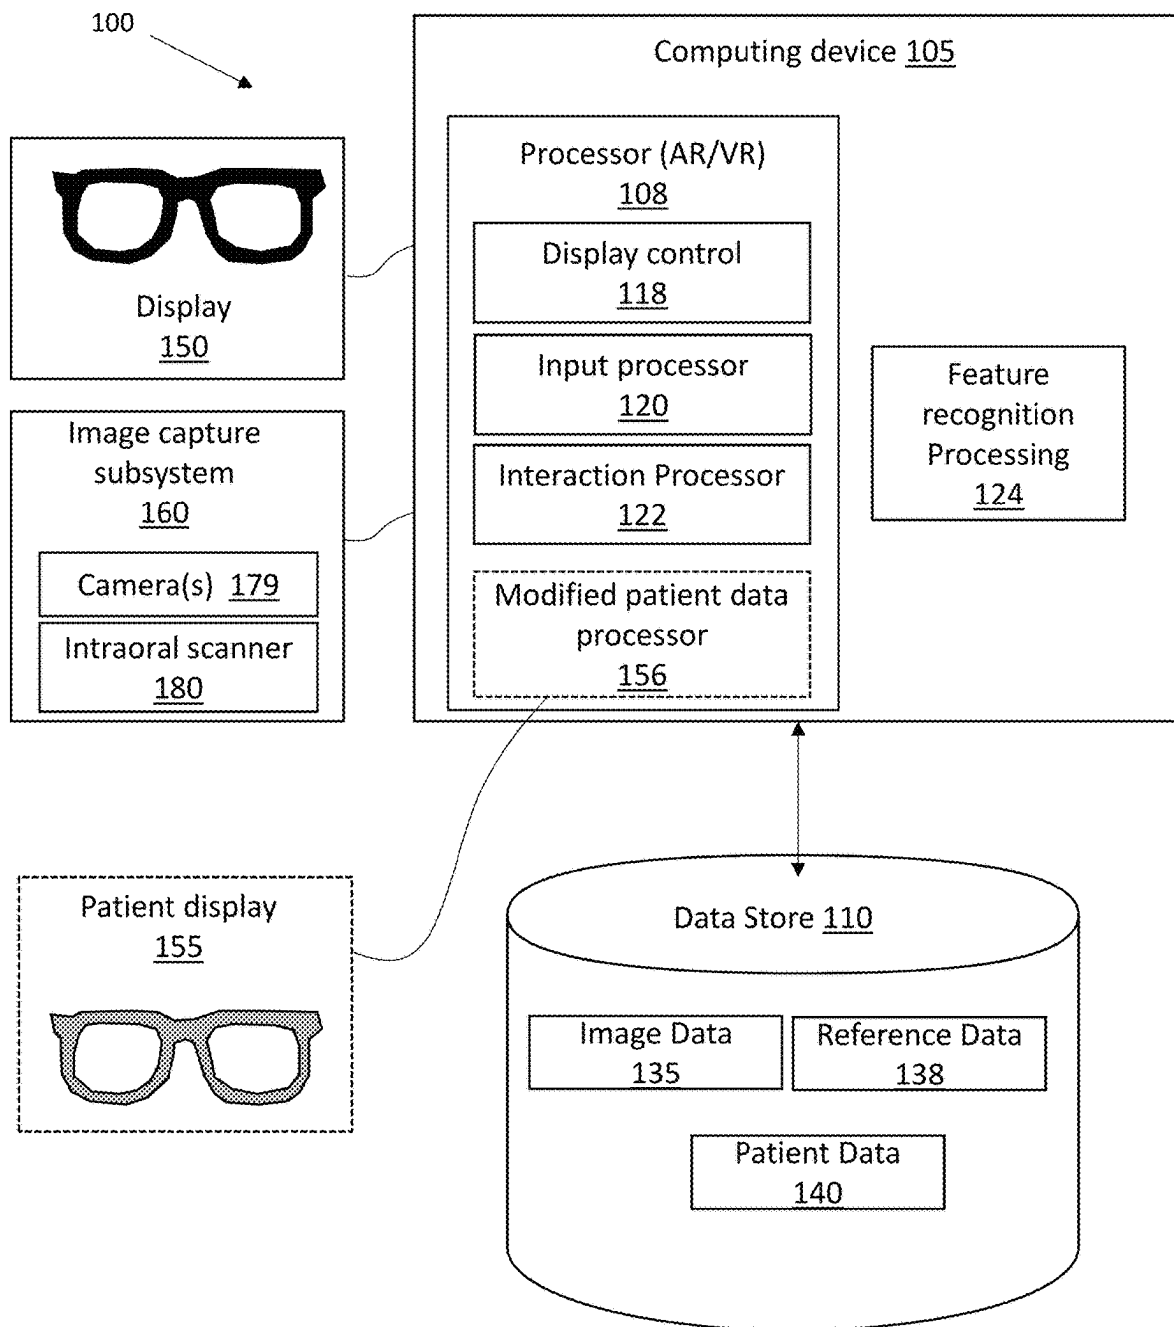 100
Computing device 105
Processor (AR/VR)
108
Display control
118
Input processor
120
Interaction Processor
122
Modified patient data
processor
156
Feature
recognition
Processing
124
Display
150
Image capture
subsystem
160
Camera(s) 179
Intraoral scanner
180
Patient display
155
Data Store 110
Image Data
135
Reference Data
138
Patient Data
140